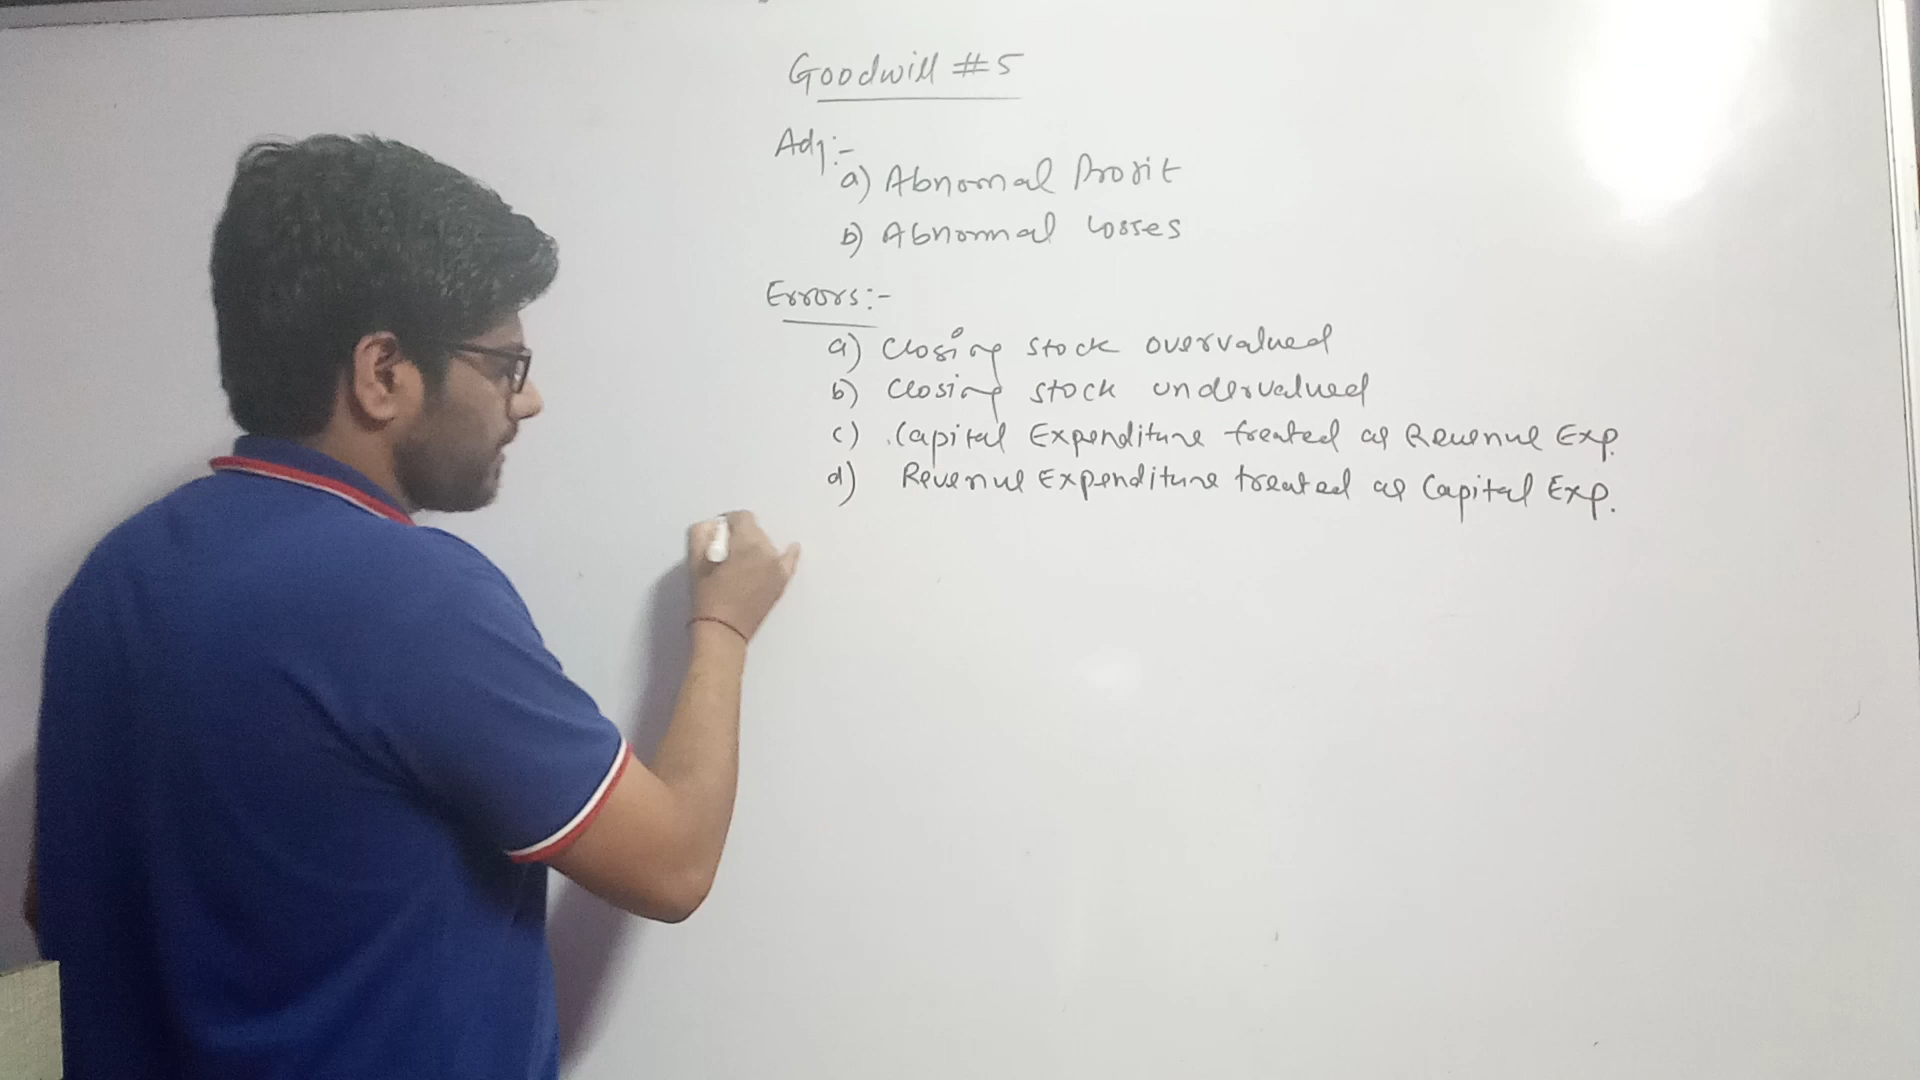 Goodwill #5
Adj:-
a) Abnormal Profit
b) Abnormal Losses
Errors:-
a) Closing stock overvalued
b) Closing stock undervalued
c) Capital Expenditure treated as Revenue Exp.
d) Revenue Expenditure treated as Capital Exp.